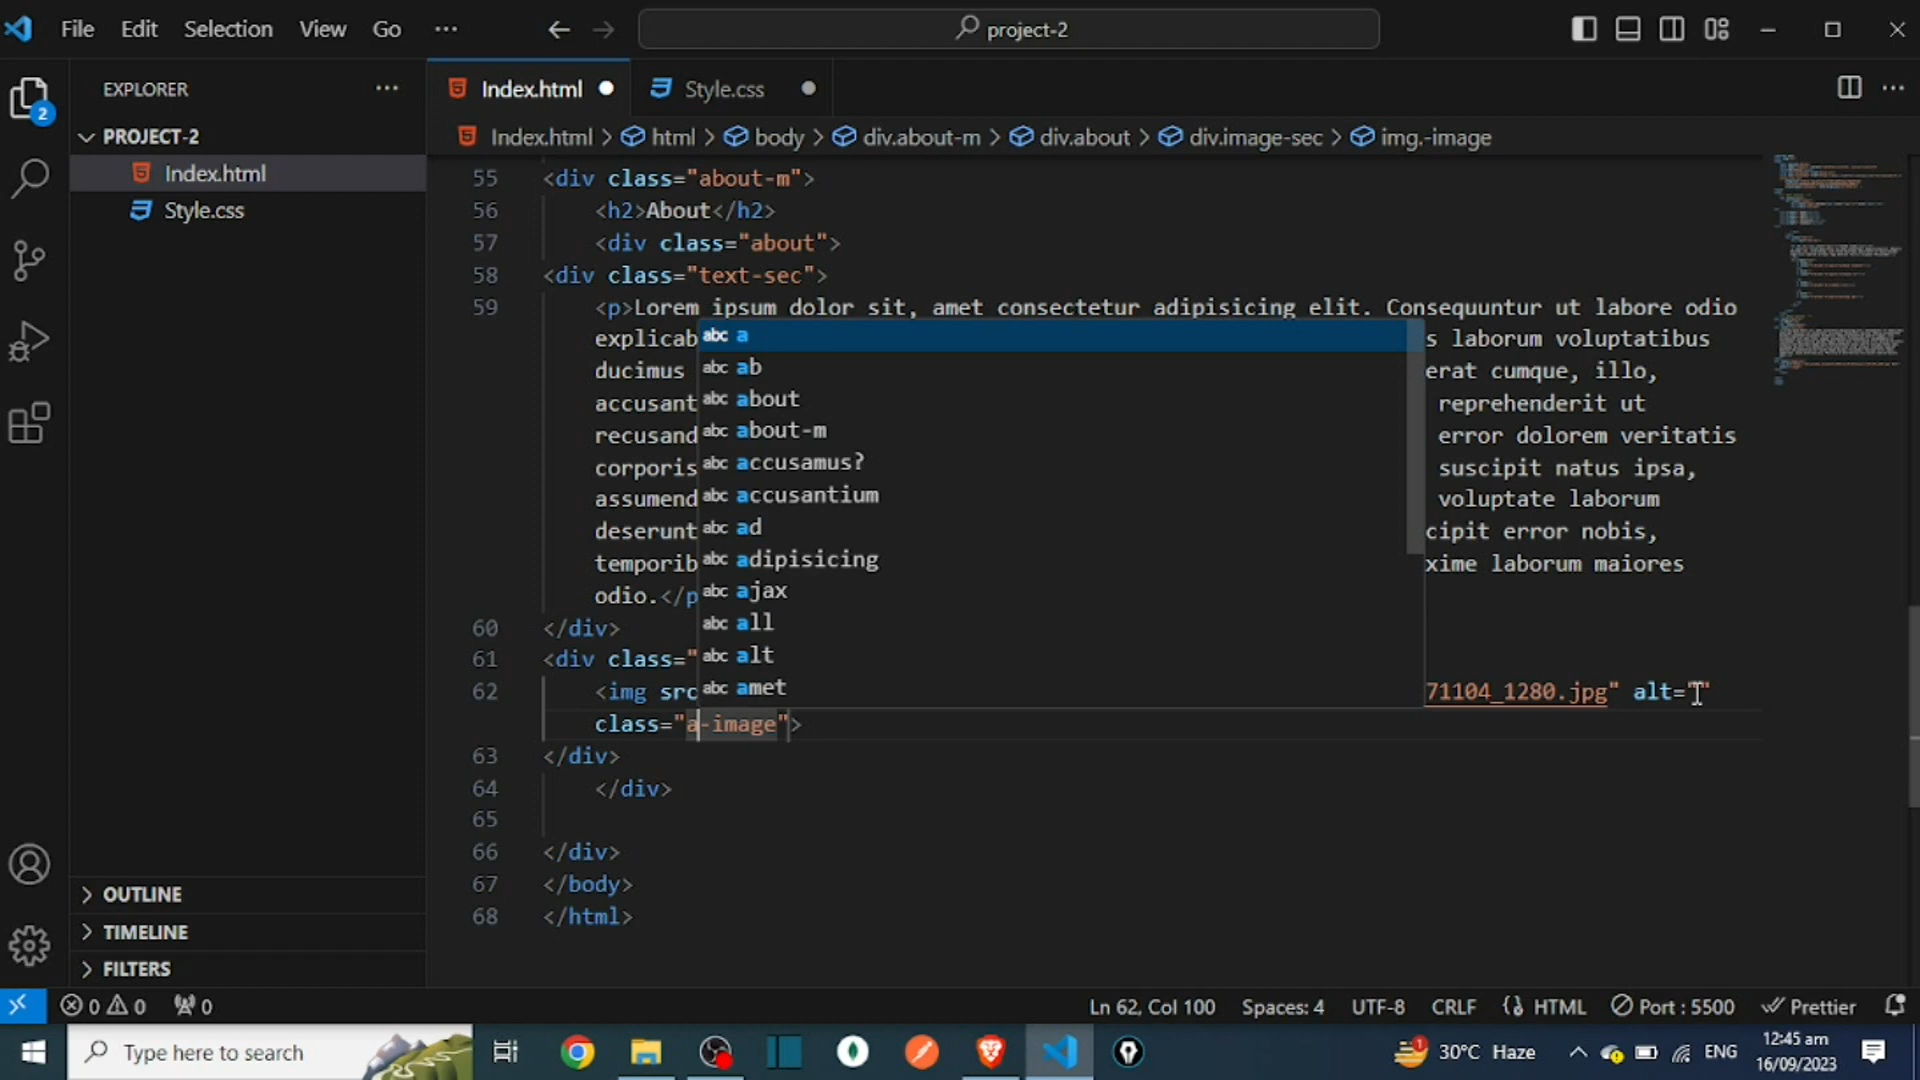 File Edit Selection View Go ··· project-2
EXPLORER ···
Index.html Style.css
PROJECT-2
Index.html > html > body > div.about-m > div.about > div.image-sec > img.-image
2
Index.html
Style.css
55 <div class="about-m">
56 <h2>About</h2>
57 <div class="about">
58 <div class="text-sec">
59 <p>Lorem ipsum dolor sit, amet consectetur adipisicing elit. Consequuntur ut labore odio
explicab s laborum voluptatibus
ducimus erat cumque, illo,
accusant reprehenderit ut
recusand error dolorem veritatis
corporis suscipit natus ipsa,
assumend voluptate laborum
deserunt cipit error nobis,
temporib xime laborum maiores
odio.</p
abc a
abc ab
abc about
abc about-m
abc accusamus?
abc accusantium
abc ad
abc adipisicing
abc ajax
abc all
abc alt
abc amet
60 </div>
61 <div class="
62 <img src 71104_1280.jpg" alt=""
class="a-image">
63 </div>
64 </div>
65
66 </div>
67 </body>
68 </html>
OUTLINE
TIMELINE
FILTERS
0 0 0 Ln 62, Col 100 Spaces: 4 UTF-8 CRLF HTML Port : 5500 Prettier
Type here to search 1 30°C Haze ENG 12:45 am
16/09/2023